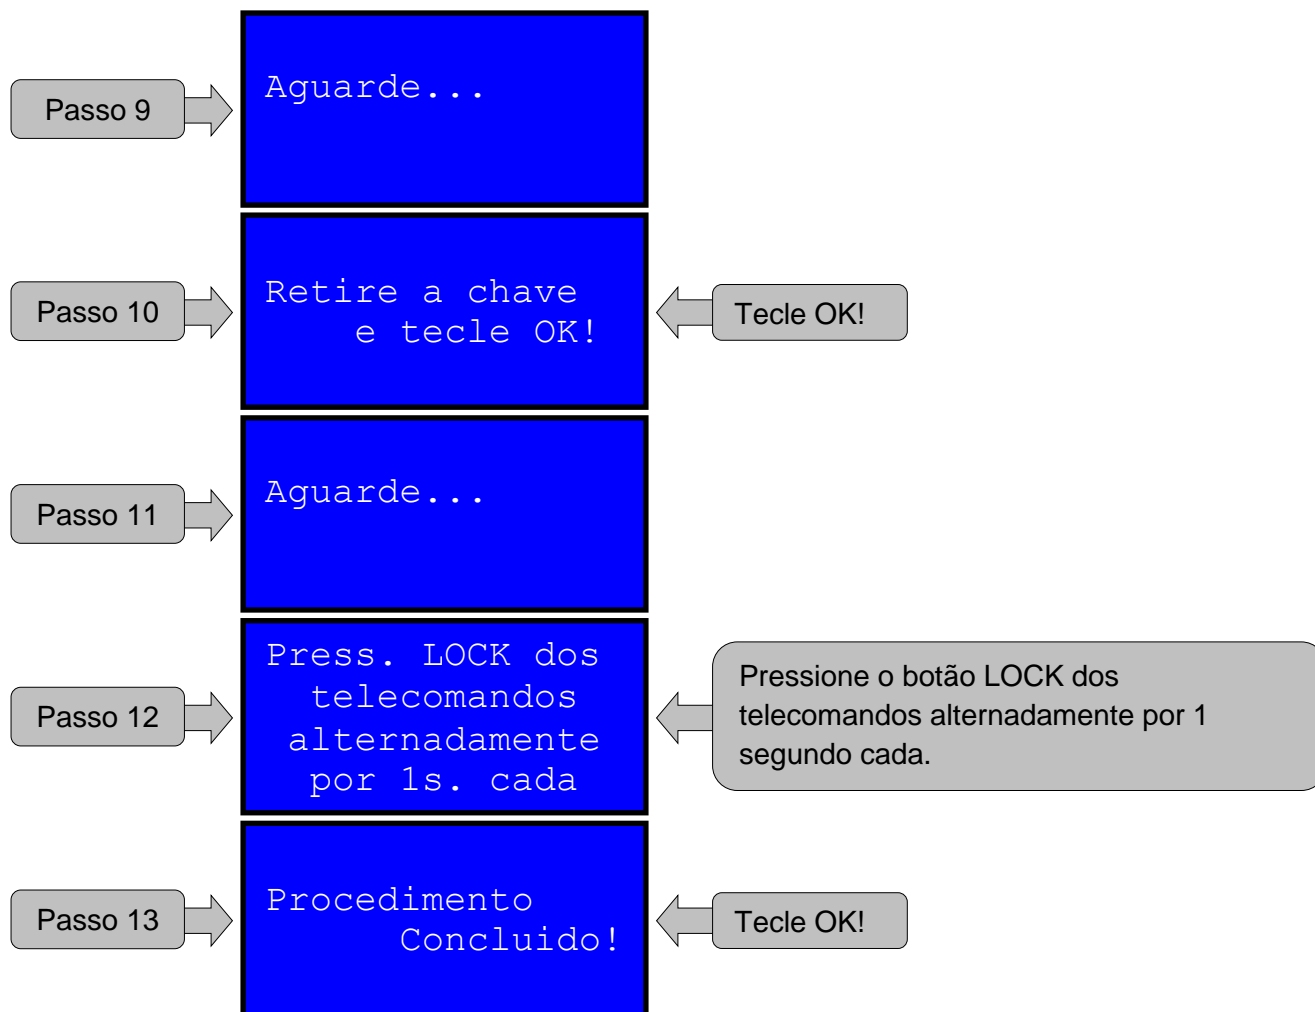 Passo 9
Aguarde...
Passo 10
Retire a chave
e tecle OK!
Tecle OK!
Passo 11
Aguarde...
Passo 12
Press. LOCK dos
telecomandos
alternadamente
por 1s. cada
Pressione o botão LOCK dos
telecomandos alternadamente por 1
segundo cada.
Passo 13
Procedimento
Concluido!
Tecle OK!